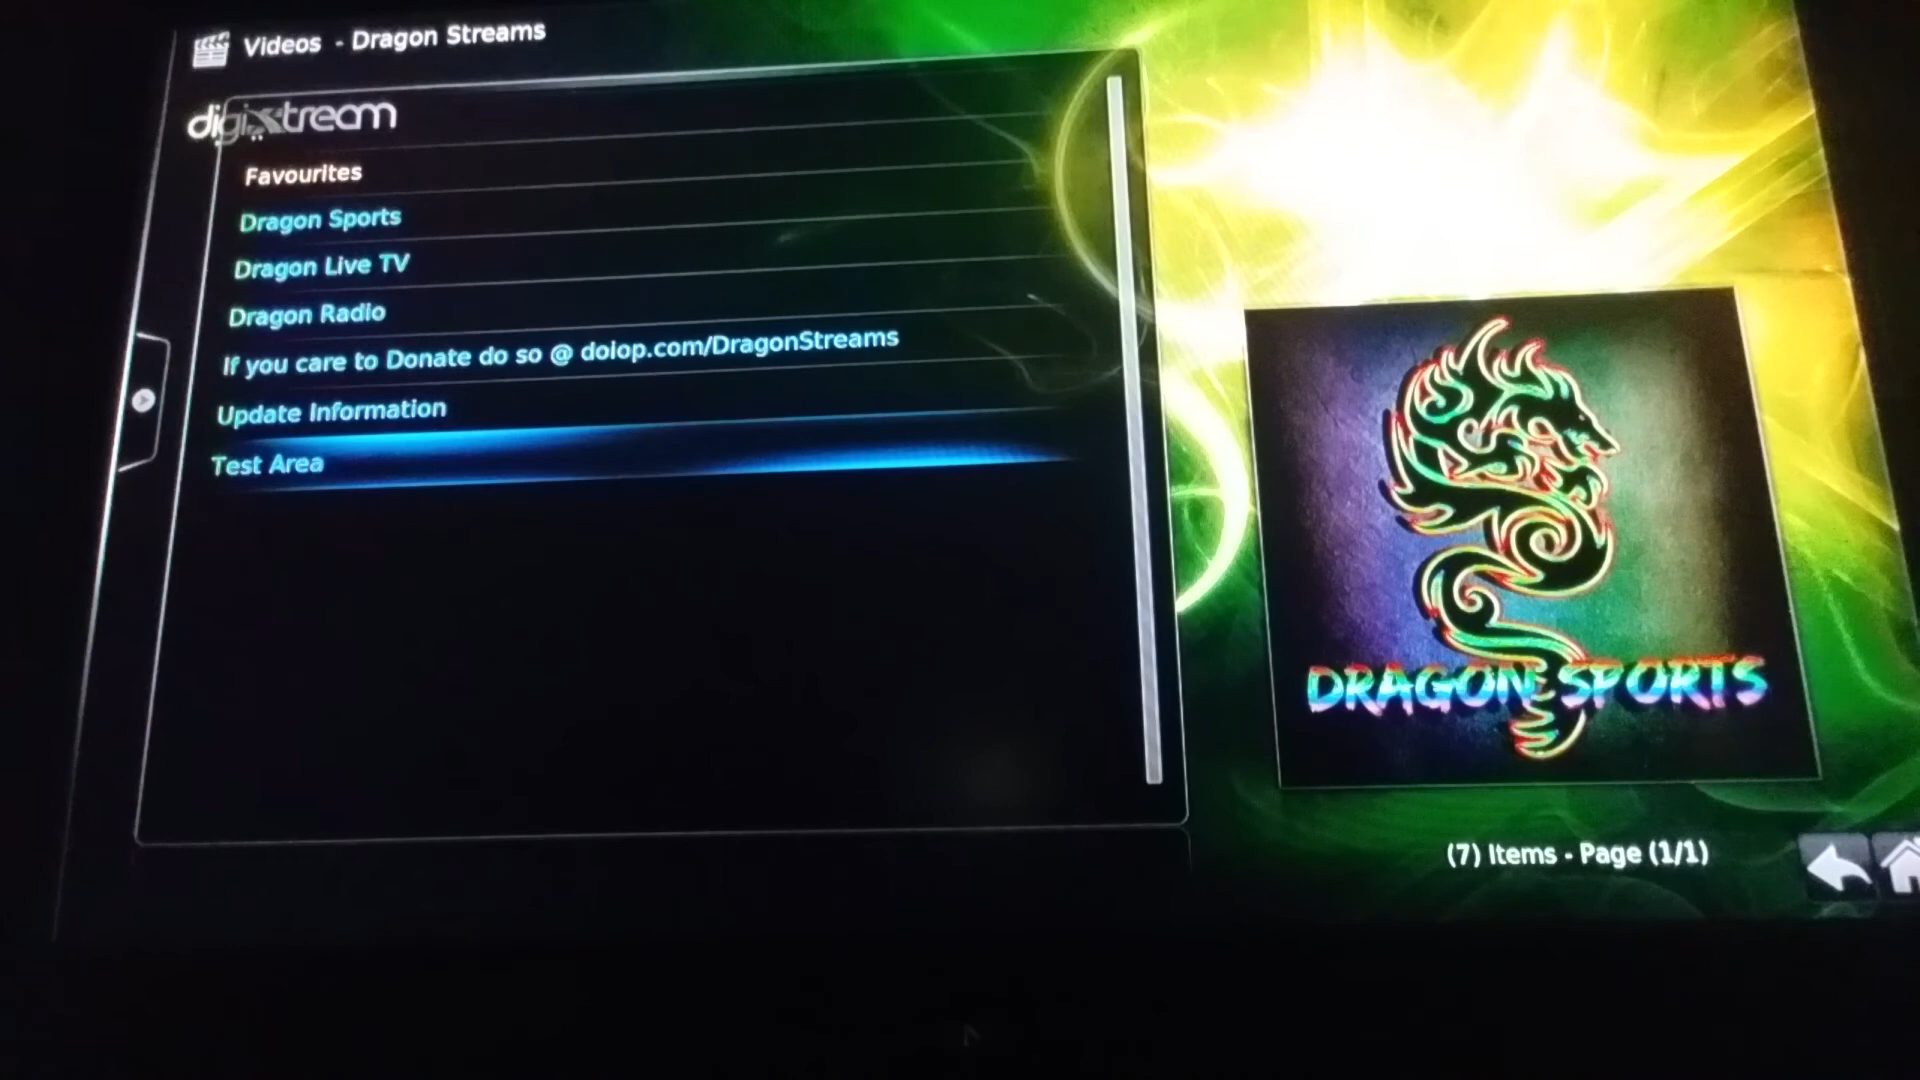 Videos - Dragon Streams
digixstream
Favourites
Dragon Sports
Dragon Live TV
Dragon Radio
If you care to Donate do so @ doiop.com/DragonStreams
Update Information
Test Area
DRAGON SPORTS
(7) Items - Page (1/1)